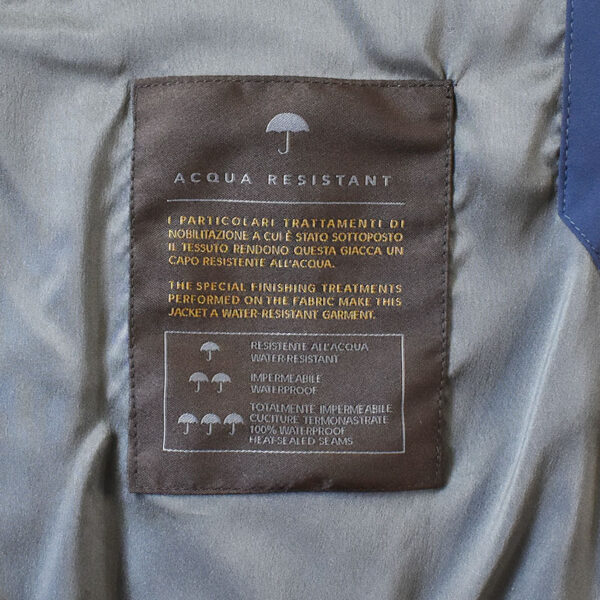 ACQUA RESISTANT
I PARTICOLARI TRATTAMENTI DI
NOBILITAZIONE A CUI È STATO SOTTOPOSTO
IL TESSUTO RENDONO QUESTA GIACCA UN
CAPO RESISTENTE ALL'ACQUA.
THE SPECIAL FINISHING TREATMENTS
PERFORMED ON THE FABRIC MAKE THIS
JACKET A WATER-RESISTANT GARMENT.
RESISTENTE ALL'ACQUA
WATER-RESISTANT
IMPERMEABILE
WATERPROOF
TOTALMENTE IMPERMEABILE
CUCITURE TERMONASTRATE
100% WATERPROOF
HEAT-SEALED SEAMS